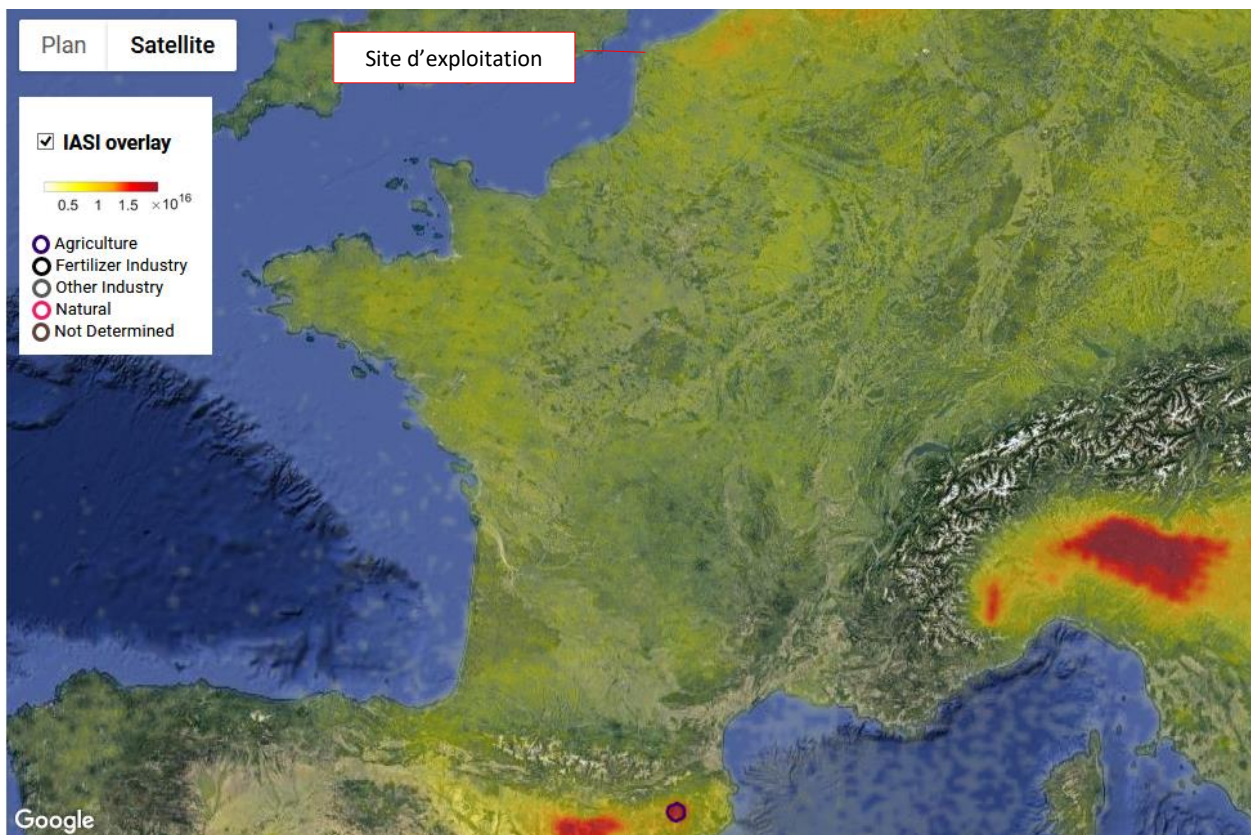 Plan Satellite
Site d’exploitation
IASI overlay
0.5 1 1.5 ×10¹⁶
Agriculture
Fertilizer Industry
Other Industry
Natural
Not Determined
Google